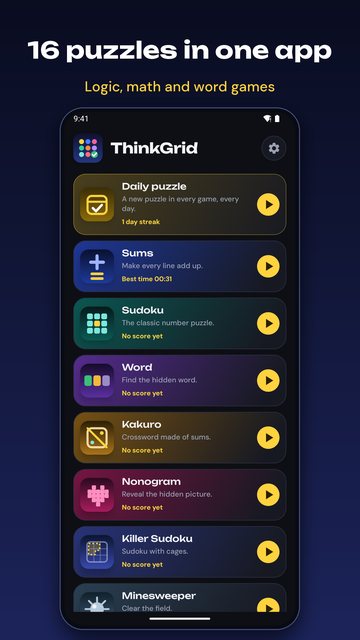 16 puzzles in one app
Logic, math and word games
9:41
ThinkGrid
Daily puzzle
A new puzzle in every game, every
day.
1 day streak
Sums
Make every line add up.
Best time 00:31
Sudoku
The classic number puzzle.
No score yet
Word
Find the hidden word.
No score yet
Kakuro
Crossword made of sums.
No score yet
Nonogram
Reveal the hidden picture.
No score yet
Killer Sudoku
Sudoku with cages.
No score yet
Minesweeper
Clear the field.